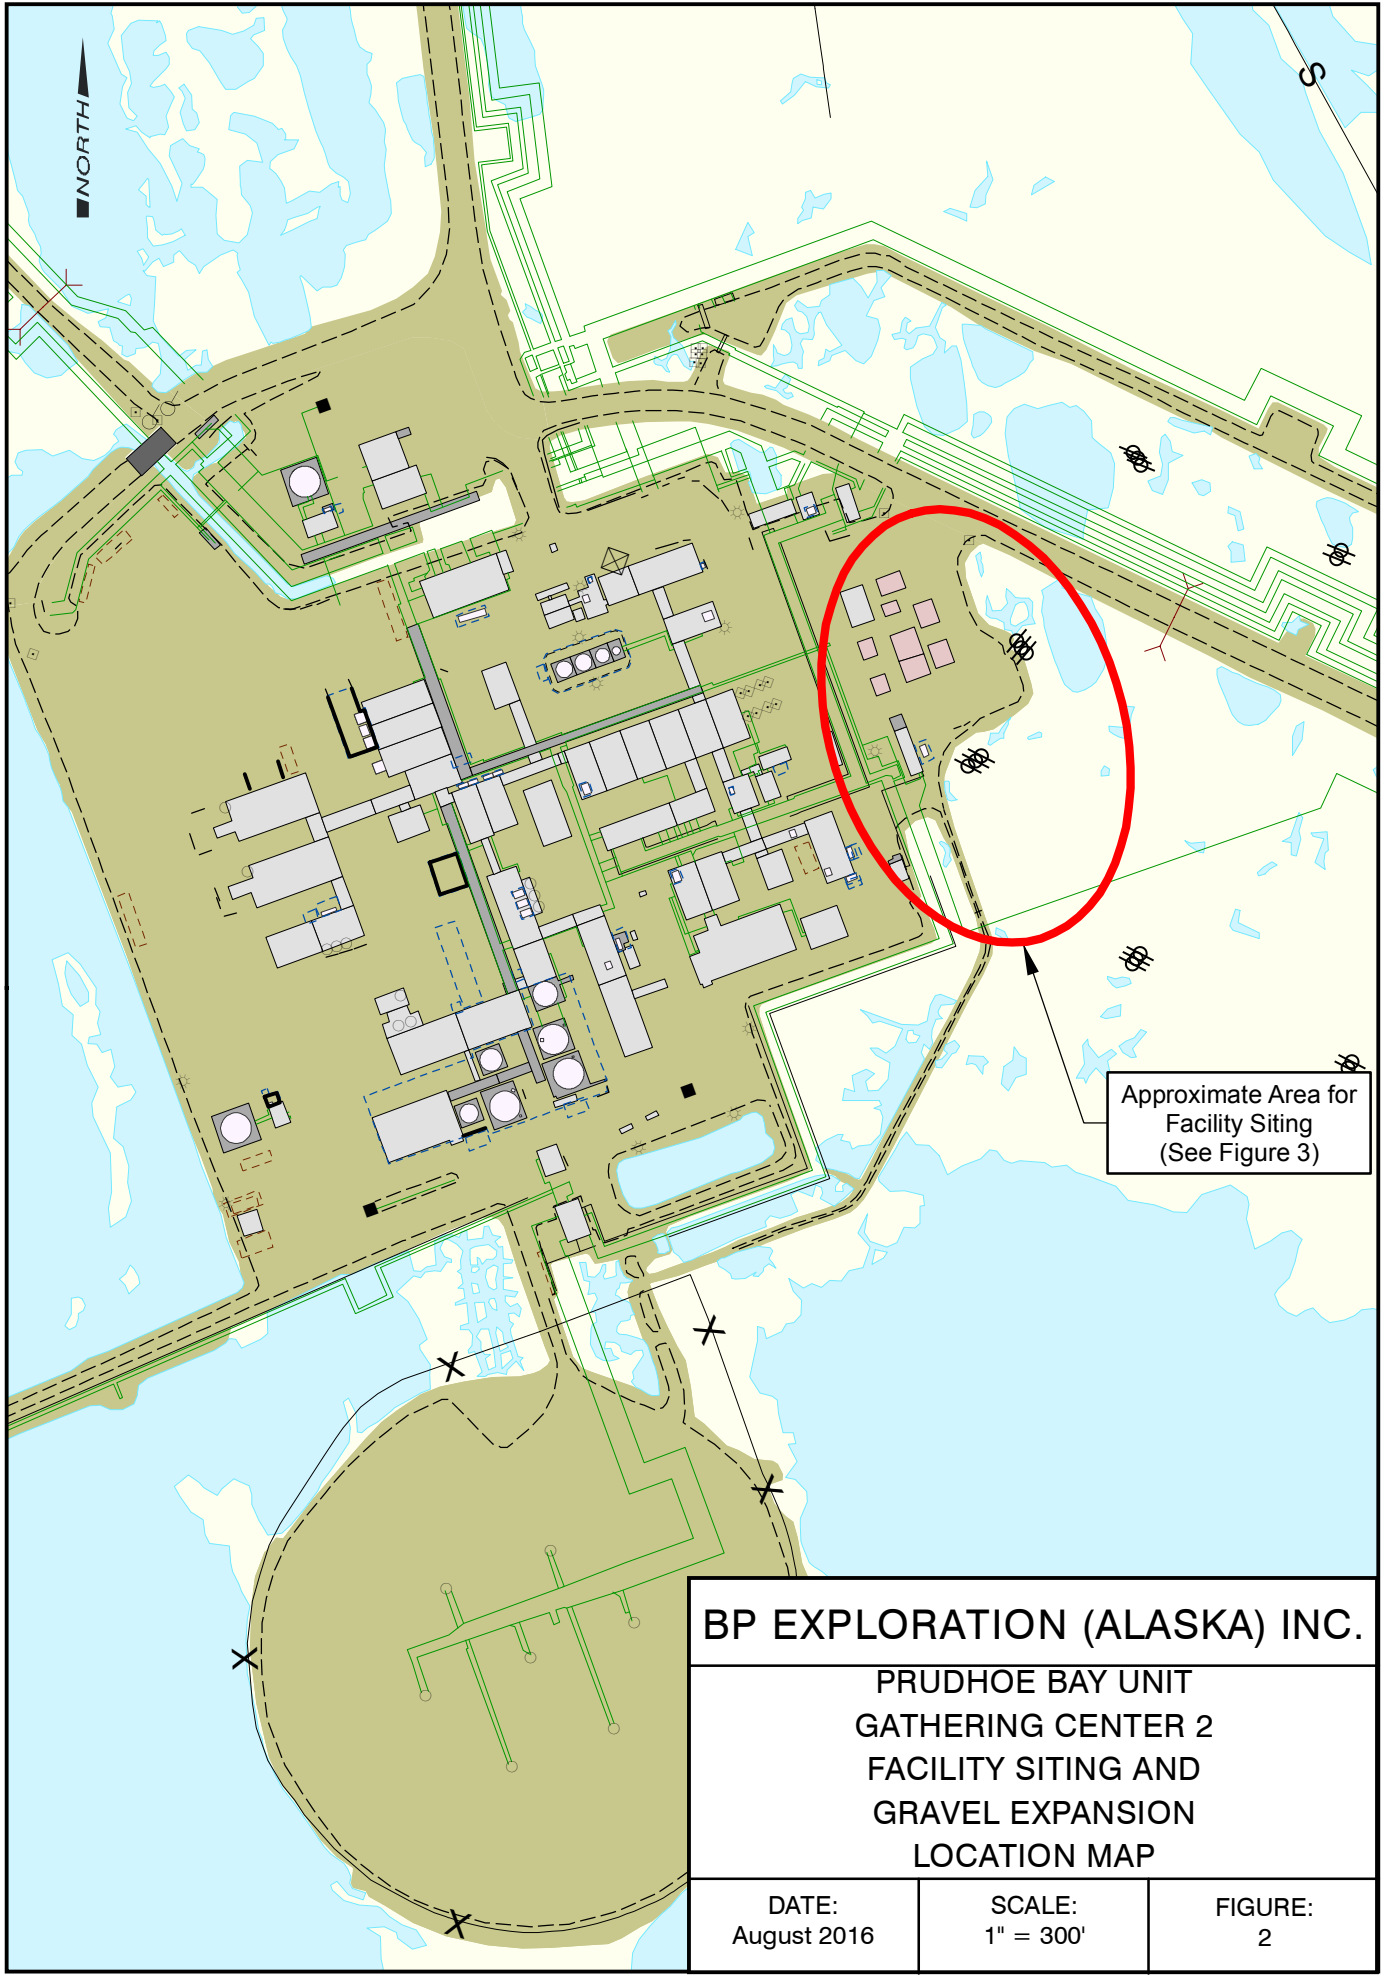 NORTH
S
Approximate Area for
Facility Siting
(See Figure 3)
X
X
X
X
X
BP EXPLORATION (ALASKA) INC.
PRUDHOE BAY UNIT
GATHERING CENTER 2
FACILITY SITING AND
GRAVEL EXPANSION
LOCATION MAP
DATE:
August 2016
SCALE:
1" = 300'
FIGURE:
2